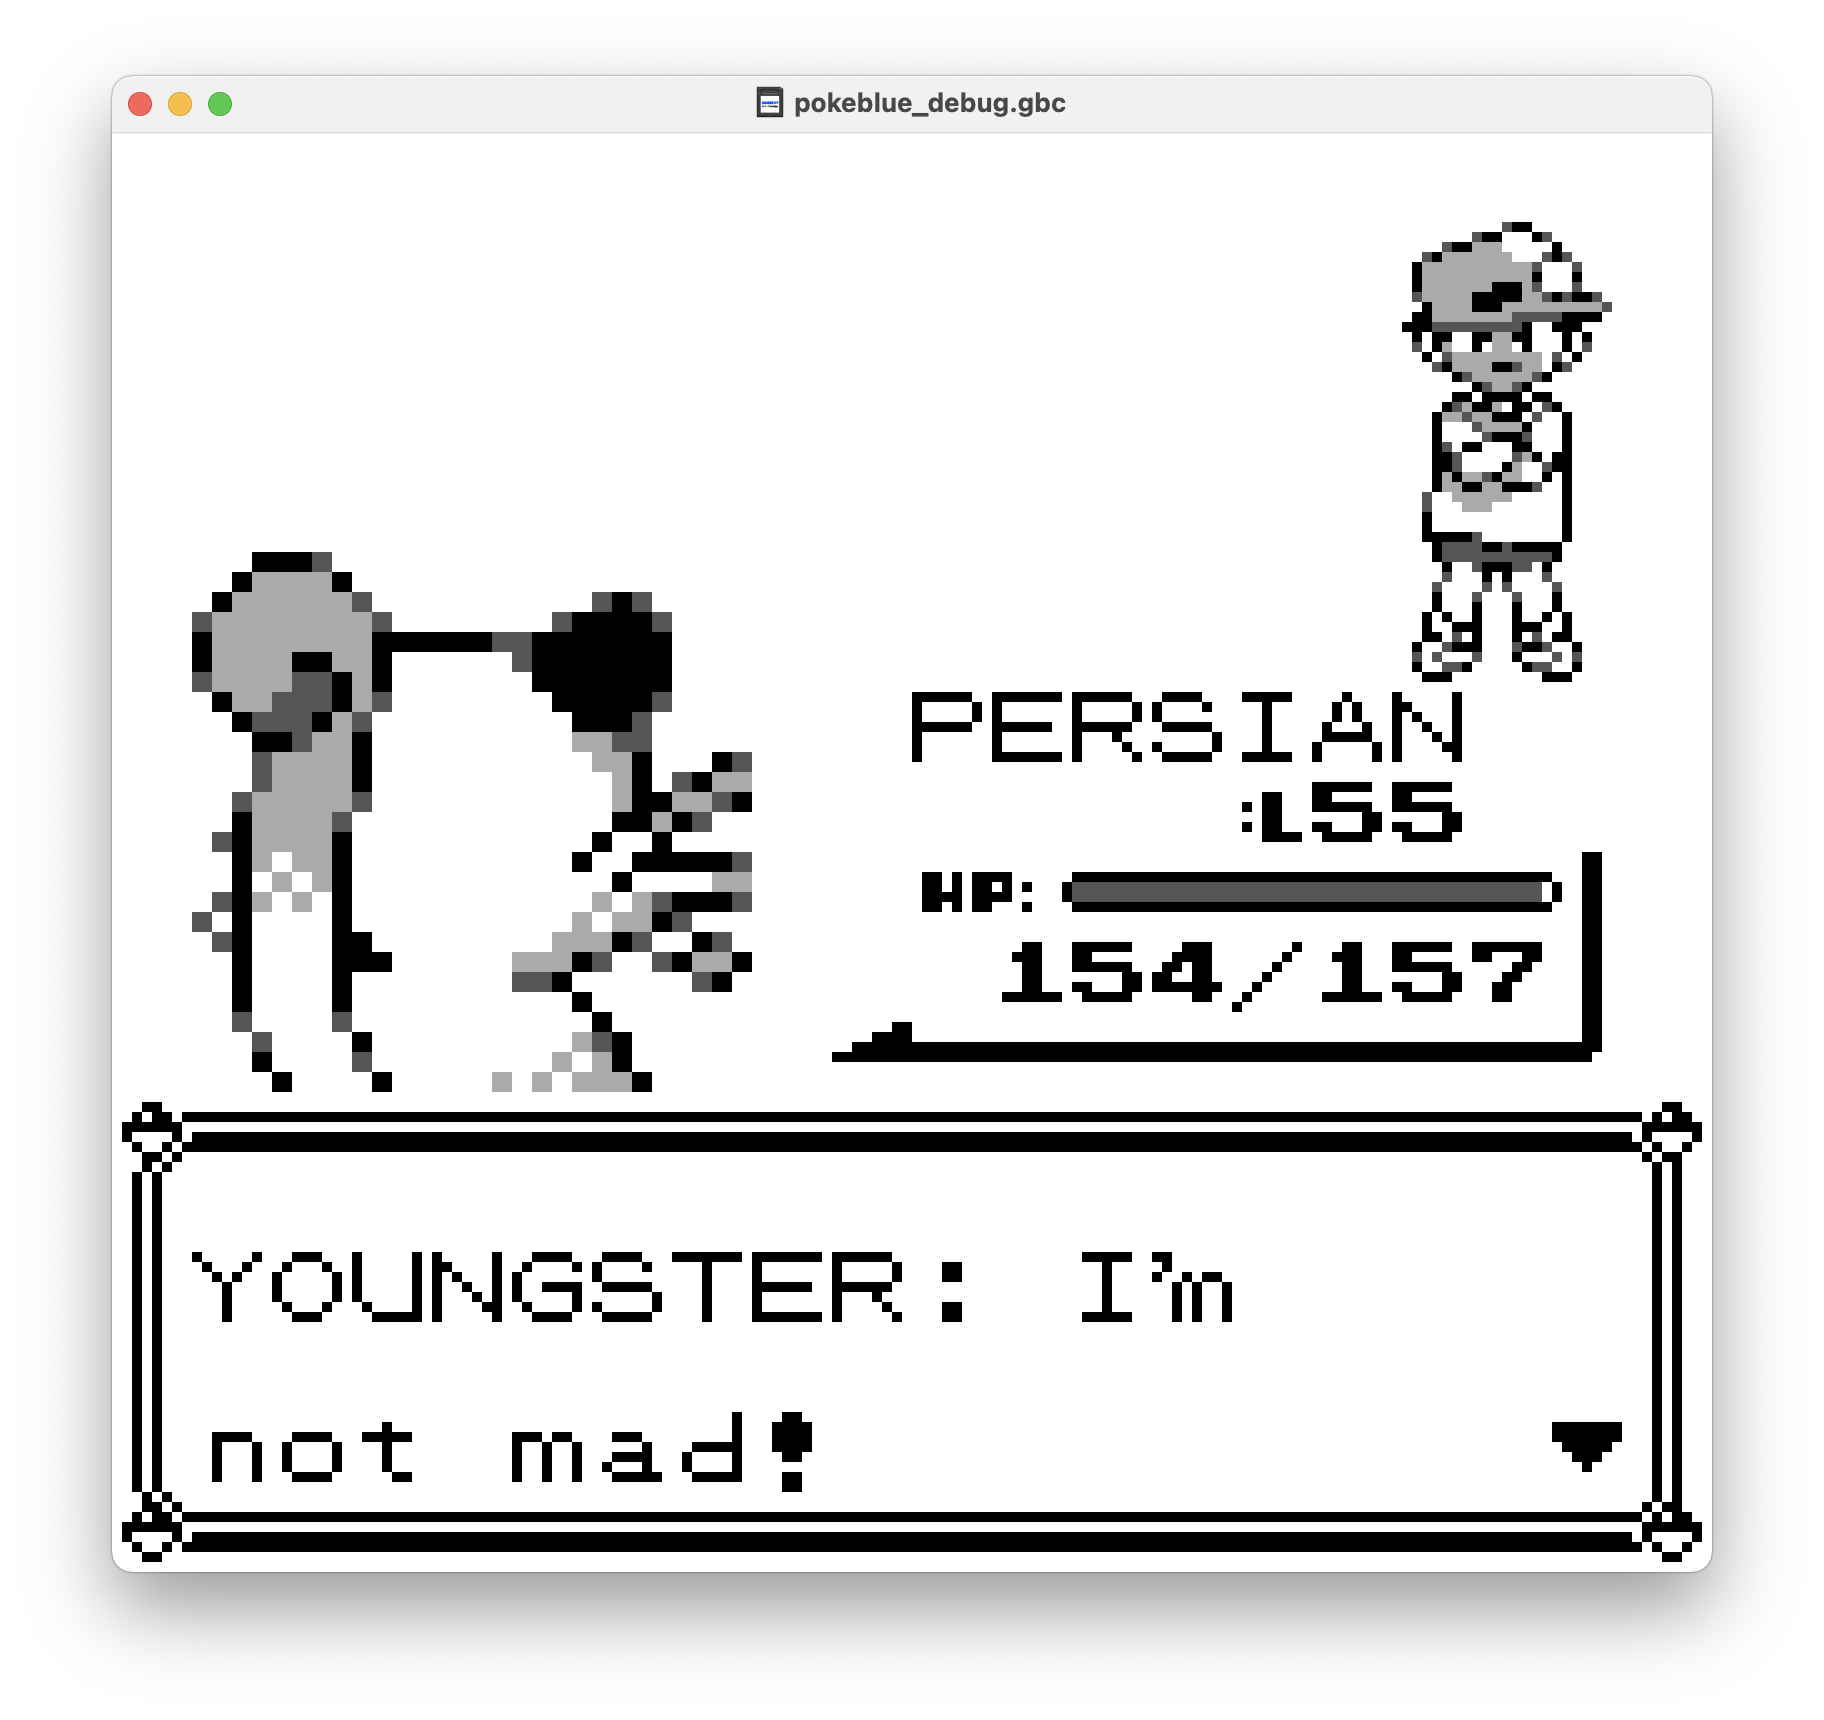 pokeblue_debug.gbc
PERSIAN
:L55
HP:
154/157
YOUNGSTER: I'm
not mad!